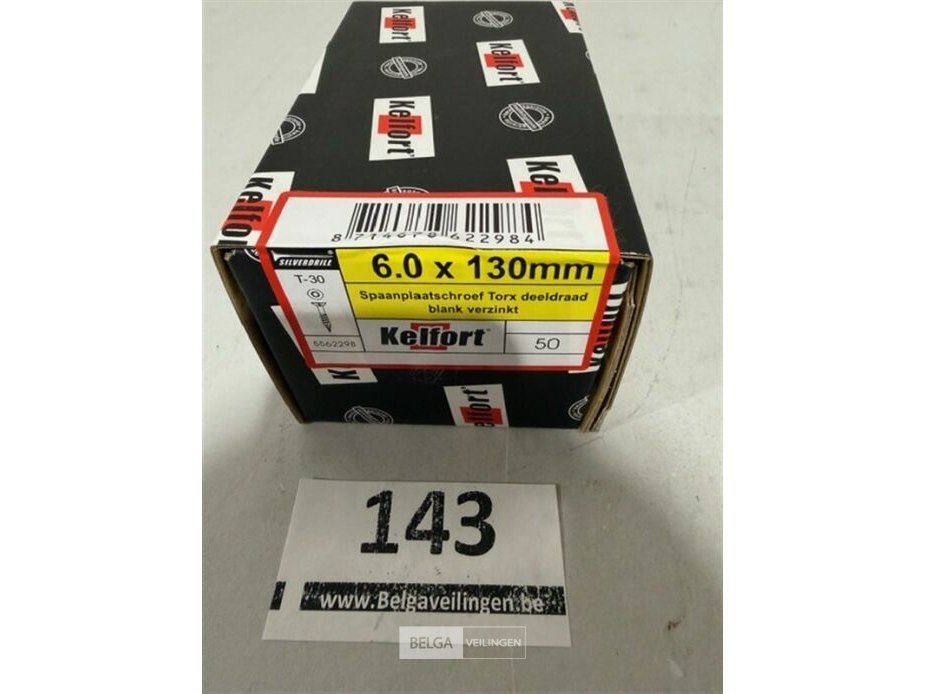 Kelfort
Kelfort
Kelfort
Kelfort
Kelfort
8 714678 622984
SILVERDRILL
6.0 x 130mm
T-30
Spaanplaatschroef Torx deeldraad
blank verzinkt
Kelfort
50
5062298
K
Kelfort
143
www.Belgaveilingen.be
BELGA VEILINGEN